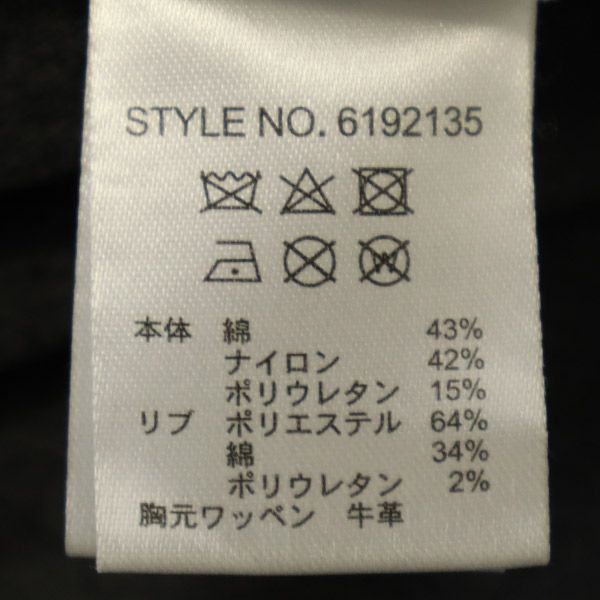 STYLE NO. 6192135
本体 綿 43%
ナイロン 42%
ポリウレタン 15%
リブ ポリエステル 64%
綿 34%
ポリウレタン 2%
胸元ワッペン 牛革